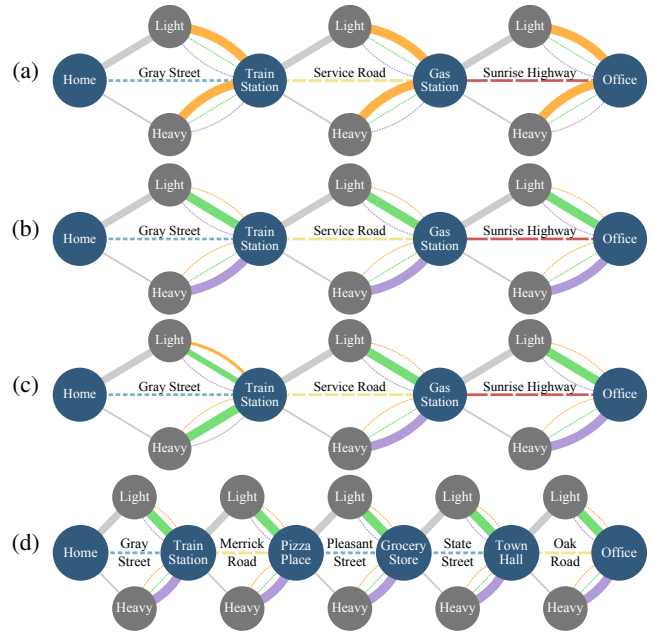 Light Light Light
(a) Home Gray Street Train Station Service Road Gas Station Sunrise Highway Office
Heavy Heavy Heavy
Light Light Light
(b) Home Gray Street Train Station Service Road Gas Station Sunrise Highway Office
Heavy Heavy Heavy
Light Light Light
(c) Home Gray Street Train Station Service Road Gas Station Sunrise Highway Office
Heavy Heavy Heavy
Light Light Light Light Light
(d) Home Gray Street Train Station Merrick Road Pizza Place Pleasant Street Grocery Store State Street Town Hall Oak Road Office
Heavy Heavy Heavy Heavy Heavy